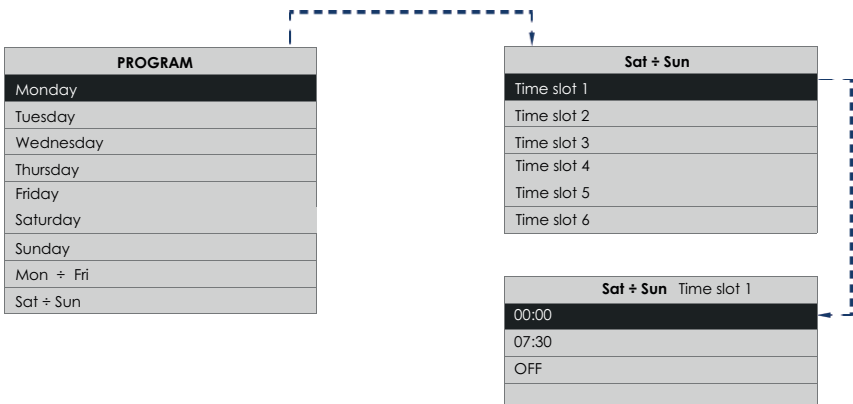 PROGRAM
Monday
Tuesday
Wednesday
Thursday
Friday
Saturday
Sunday
Mon ÷ Fri
Sat ÷ Sun
Sat ÷ Sun
Time slot 1
Time slot 2
Time slot 3
Time slot 4
Time slot 5
Time slot 6
Sat ÷ Sun Time slot 1
00:00
07:30
OFF